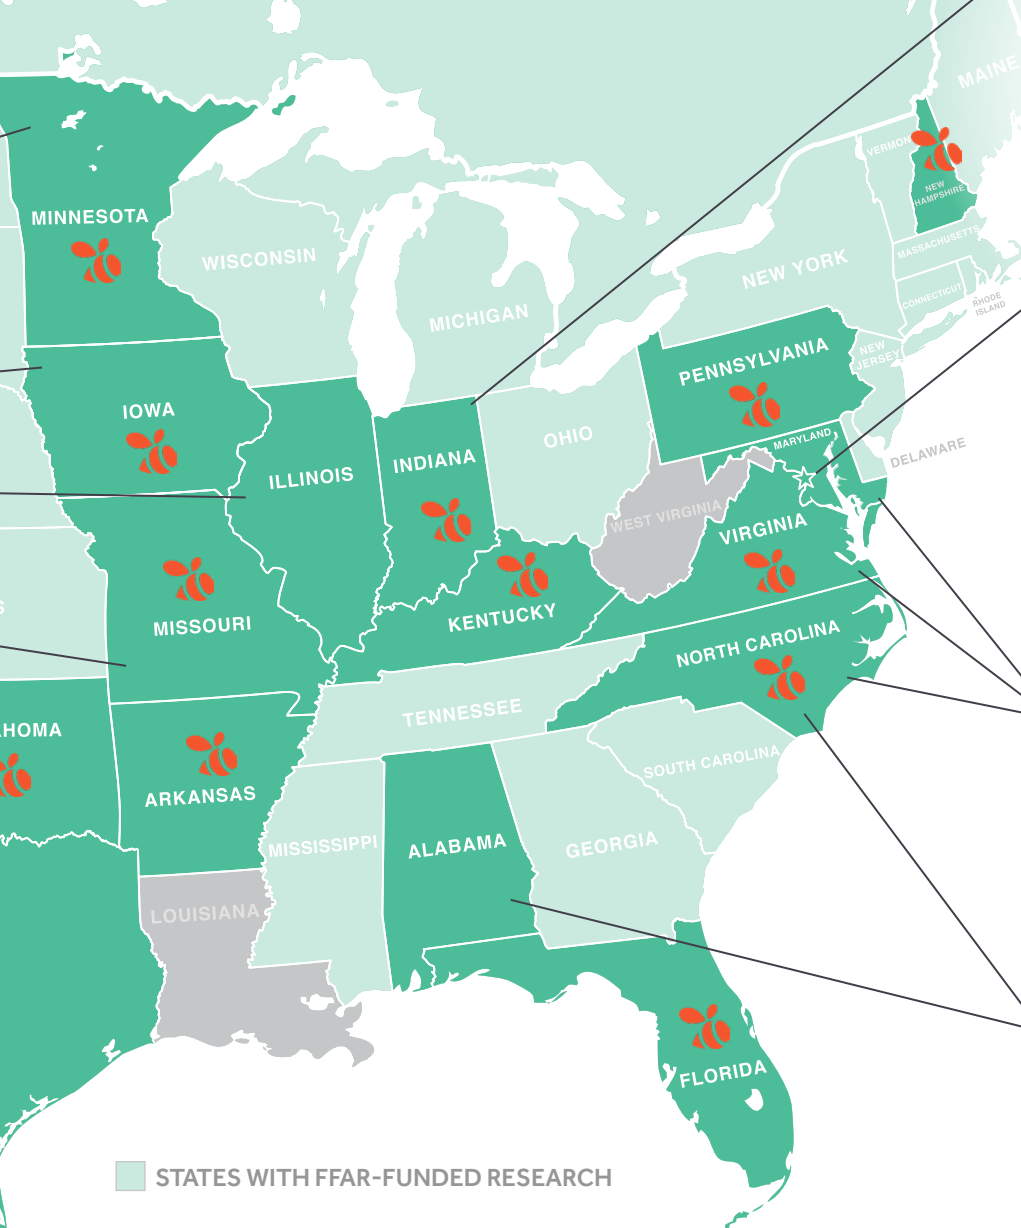 MAINE
VERMONT
NEW
HAMPSHIRE
MINNESOTA
WISCONSIN
MICHIGAN
NEW YORK
MASSACHUSETTS
CONNECTICUT
RHODE
ISLAND
NEW
JERSEY
PENNSYLVANIA
IOWA
OHIO
MARYLAND
DELAWARE
ILLINOIS
INDIANA
WEST VIRGINIA
VIRGINIA
S
MISSOURI
KENTUCKY
NORTH CAROLINA
TENNESSEE
AHOMA
SOUTH CAROLINA
ARKANSAS
MISSISSIPPI
ALABAMA
GEORGIA
LOUISIANA
FLORIDA
STATES WITH FFAR-FUNDED RESEARCH